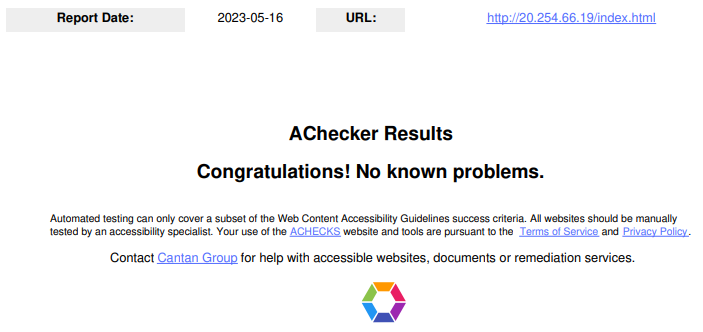 Report Date: 2023-05-16 URL: http://20.254.66.19/index.html
AChecker Results
Congratulations! No known problems.
Automated testing can only cover a subset of the Web Content Accessibility Guidelines success criteria. All websites should be manually
tested by an accessibility specialist. Your use of the ACHECKS website and tools are pursuant to the Terms of Service and Privacy Policy.
Contact Cantan Group for help with accessible websites, documents or remediation services.